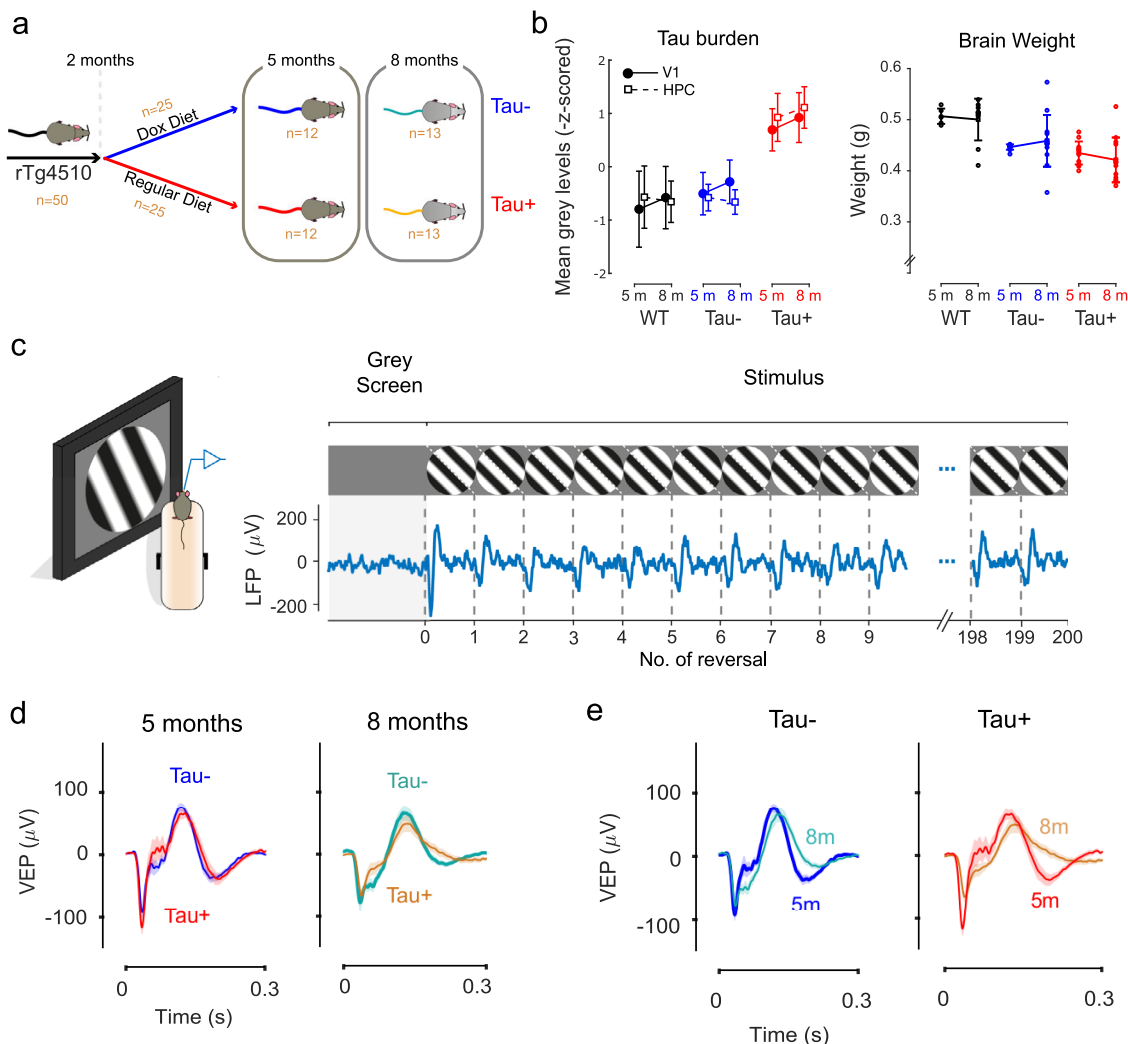 a
2 months
5 months
8 months
n=25
Dox Diet
Tau-
n=12
n=13
rTg4510
n=50
Regular Diet
n=25
Tau+
n=12
n=13
b
Tau burden
Mean grey levels (-z-scored)
2
1
0
-1
-2
V1
HPC
5 m 8 m
5 m 8 m
5 m 8 m
WT
Tau-
Tau+
Brain Weight
Weight (g)
0.6
0.5
0.4
0.3
5 m 8 m
5 m 8 m
5 m 8 m
WT
Tau-
Tau+
c
Grey
Screen
Stimulus
LFP (μV)
200
0
-200
0 1 2 3 4 5 6 7 8 9 198 199 200
No. of reversal
d
5 months
8 months
VEP (μV)
100
0
-100
Tau-
Tau+
Tau-
Tau+
0 0.3
0 0.3
Time (s)
e
Tau-
Tau+
VEP (μV)
100
0
-100
8m
5m
8m
5m
0 0.3
0 0.3
Time (s)